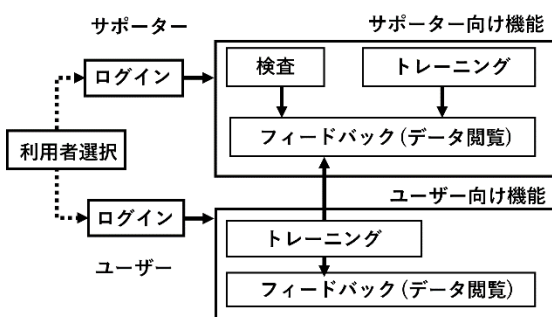 サポーター
サポーター向け機能
ログイン
検査
トレーニング
フィードバック(データ閲覧)
利用者選択
ユーザー向け機能
ログイン
トレーニング
ユーザー
フィードバック(データ閲覧)